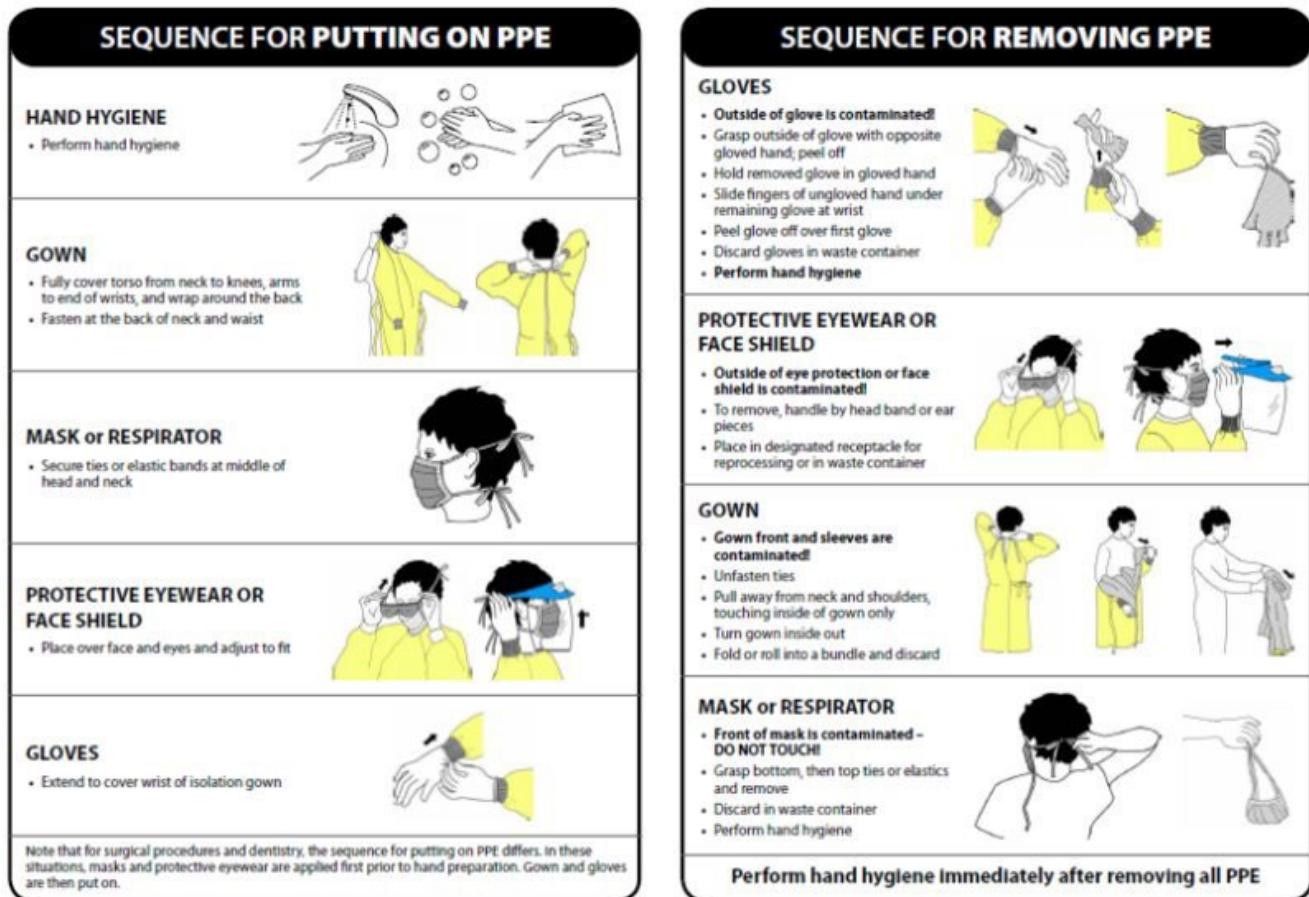 SEQUENCE FOR PUTTING ON PPE
HAND HYGIENE
• Perform hand hygiene
GOWN
• Fully cover torso from neck to knees, arms
to end of wrists, and wrap around the back
• Fasten at the back of neck and waist
MASK or RESPIRATOR
• Secure ties or elastic bands at middle of
head and neck
PROTECTIVE EYEWEAR OR
FACE SHIELD
• Place over face and eyes and adjust to fit
GLOVES
• Extend to cover wrist of isolation gown
Note that for surgical procedures and dentistry, the sequence for putting on PPE differs. In these
situations, masks and protective eyewear are applied first prior to hand preparation. Gown and gloves
are then put on.
SEQUENCE FOR REMOVING PPE
GLOVES
• Outside of glove is contaminated!
• Grasp outside of glove with opposite
gloved hand; peel off
• Hold removed glove in gloved hand
• Slide fingers of ungloved hand under
remaining glove at wrist
• Peel glove off over first glove
• Discard gloves in waste container
• Perform hand hygiene
PROTECTIVE EYEWEAR OR
FACE SHIELD
• Outside of eye protection or face
shield is contaminated!
• To remove, handle by head band or ear
pieces
• Place in designated receptacle for
reprocessing or in waste container
GOWN
• Gown front and sleeves are
contaminated!
• Unfasten ties
• Pull away from neck and shoulders,
touching inside of gown only
• Turn gown inside out
• Fold or roll into a bundle and discard
MASK or RESPIRATOR
• Front of mask is contaminated –
DO NOT TOUCH!
• Grasp bottom, then top ties or elastics
and remove
• Discard in waste container
• Perform hand hygiene
Perform hand hygiene immediately after removing all PPE